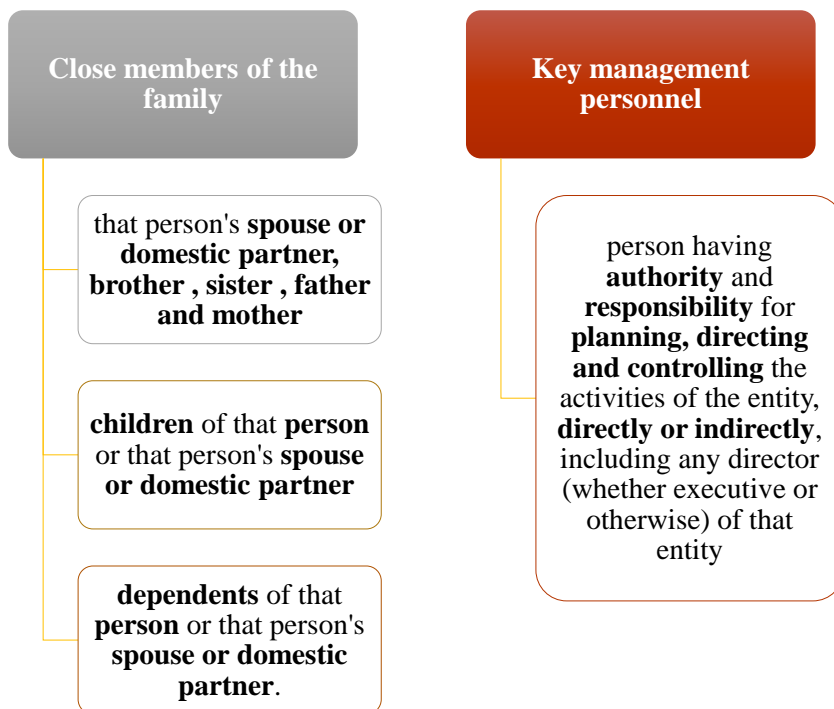 Close members of the
family
that person's spouse or
domestic partner,
brother , sister , father
and mother
children of that person
or that person's spouse
or domestic partner
dependents of that
person or that person's
spouse or domestic
partner.
Key management
personnel
person having
authority and
responsibility for
planning, directing
and controlling the
activities of the entity,
directly or indirectly,
including any director
(whether executive or
otherwise) of that
entity